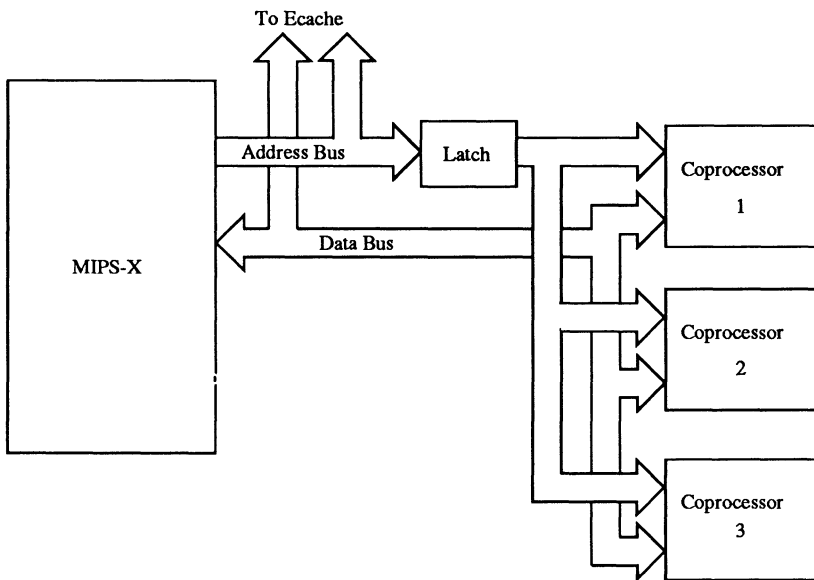 To Ecache
Address Bus
Latch
Coprocessor
1
Data Bus
MIPS-X
Coprocessor
2
Coprocessor
3